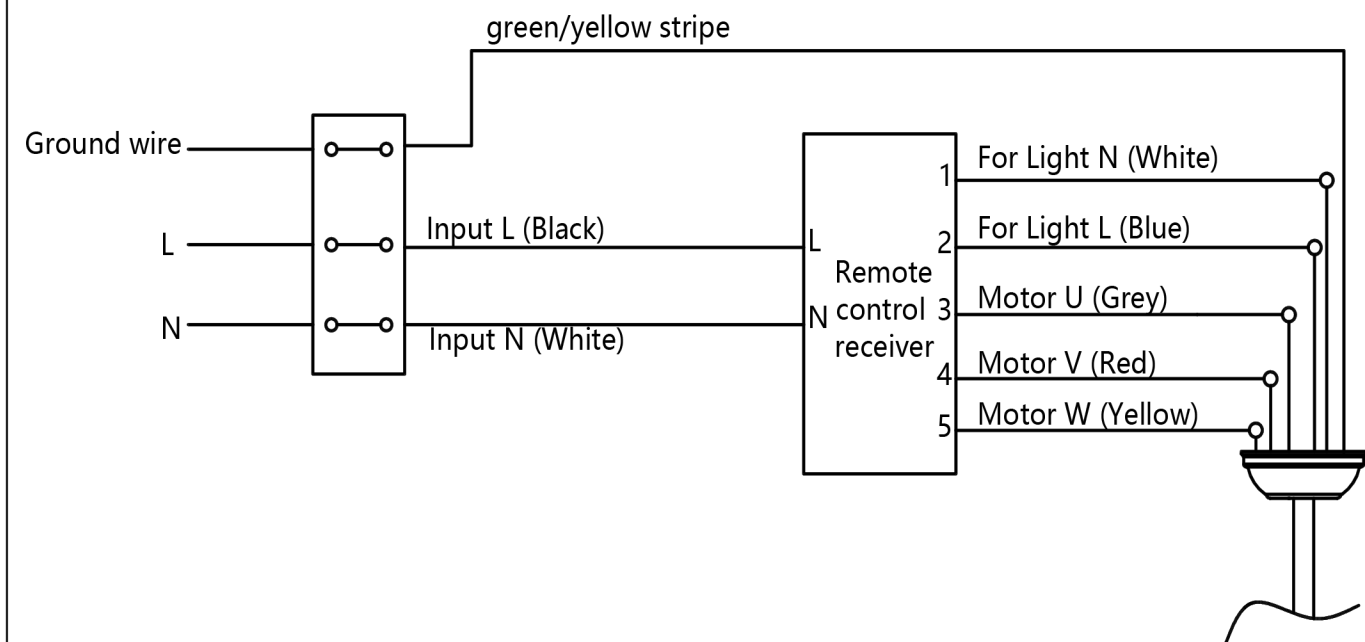 green/yellow stripe
Ground wire
L
N
Input L (Black)
Input N (White)
L
N
Remote
control
receiver
1
For Light N (White)
2
For Light L (Blue)
3
Motor U (Grey)
4
Motor V (Red)
5
Motor W (Yellow)